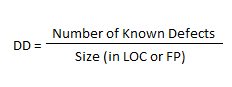 Number of Known Defects
DD =
Size (in LOC or FP)